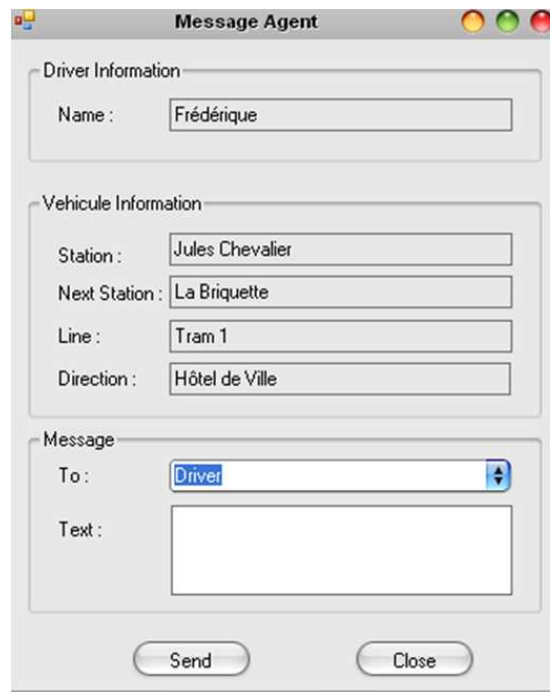 Message Agent
Driver Information
Name : Frédérique
Vehicule Information
Station : Jules Chevalier
Next Station : La Briquette
Line : Tram 1
Direction : Hôtel de Ville
Message
To : Driver
Text :
Send Close